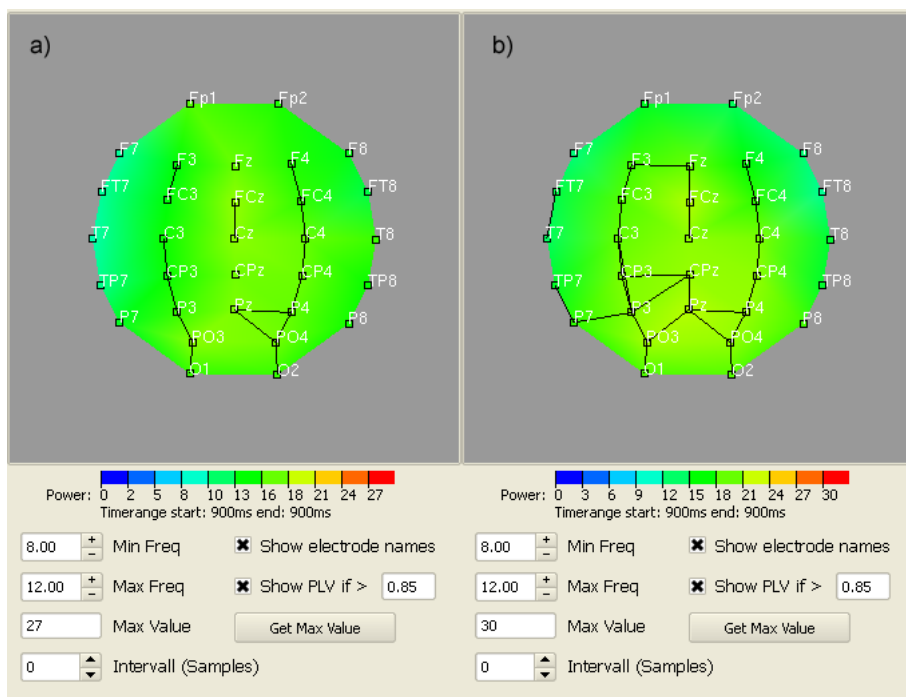 a)
Fp1 Fp2
F7 F3 Fz F4 F8
FT7 FC3 FCz FC4 FT8
T7 C3 Cz C4 T8
TP7 CP3 CPz CP4 TP8
P7 P3 Pz P4 P8
PO3 PO4
O1 O2
Power: 0 2 5 8 10 13 16 18 21 24 27
Timerange start: 900ms end: 900ms
8.00 Min Freq Show electrode names
12.00 Max Freq Show PLV if > 0.85
27 Max Value Get Max Value
0 Intervall (Samples)
b)
Fp1 Fp2
F7 F3 Fz F4 F8
FT7 FC3 FCz FC4 FT8
T7 C3 Cz C4 T8
TP7 CP3 CPz CP4 TP8
P7 P3 Pz P4 P8
PO3 PO4
O1 O2
Power: 0 3 6 9 12 15 18 21 24 27 30
Timerange start: 900ms end: 900ms
8.00 Min Freq Show electrode names
12.00 Max Freq Show PLV if > 0.85
30 Max Value Get Max Value
0 Intervall (Samples)